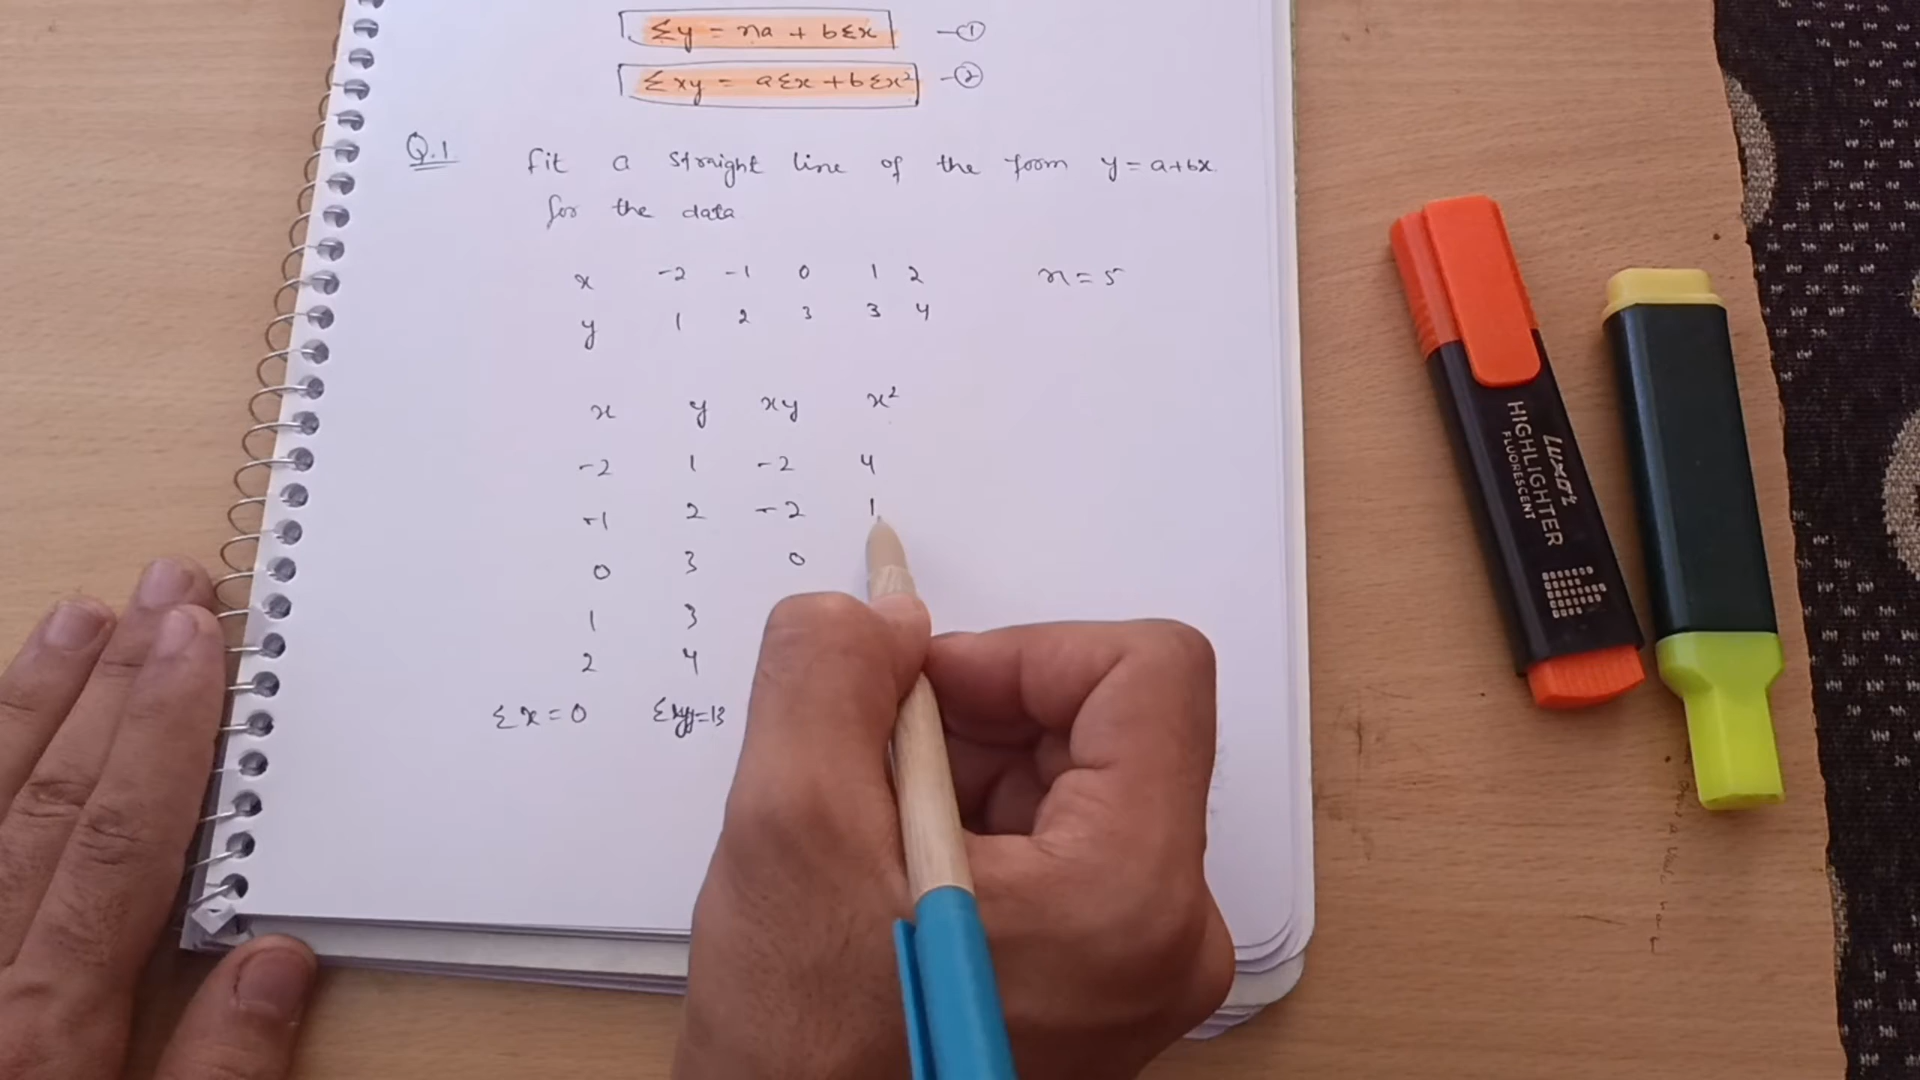 Σy = na + bΣx —①
Σxy = aΣx + bΣx² —②
Q.1 fit a straight line of the form y = a+bx
for the data
x -2 -1 0 1 2 n = 5
y 1 2 3 3 4
x y xy x²
-2 1 -2 4
-1 2 -2 1
0 3 0
1 3
2 4
Σx = 0 =13
LUXOR
HIGHLIGHTER
FLUORESCENT